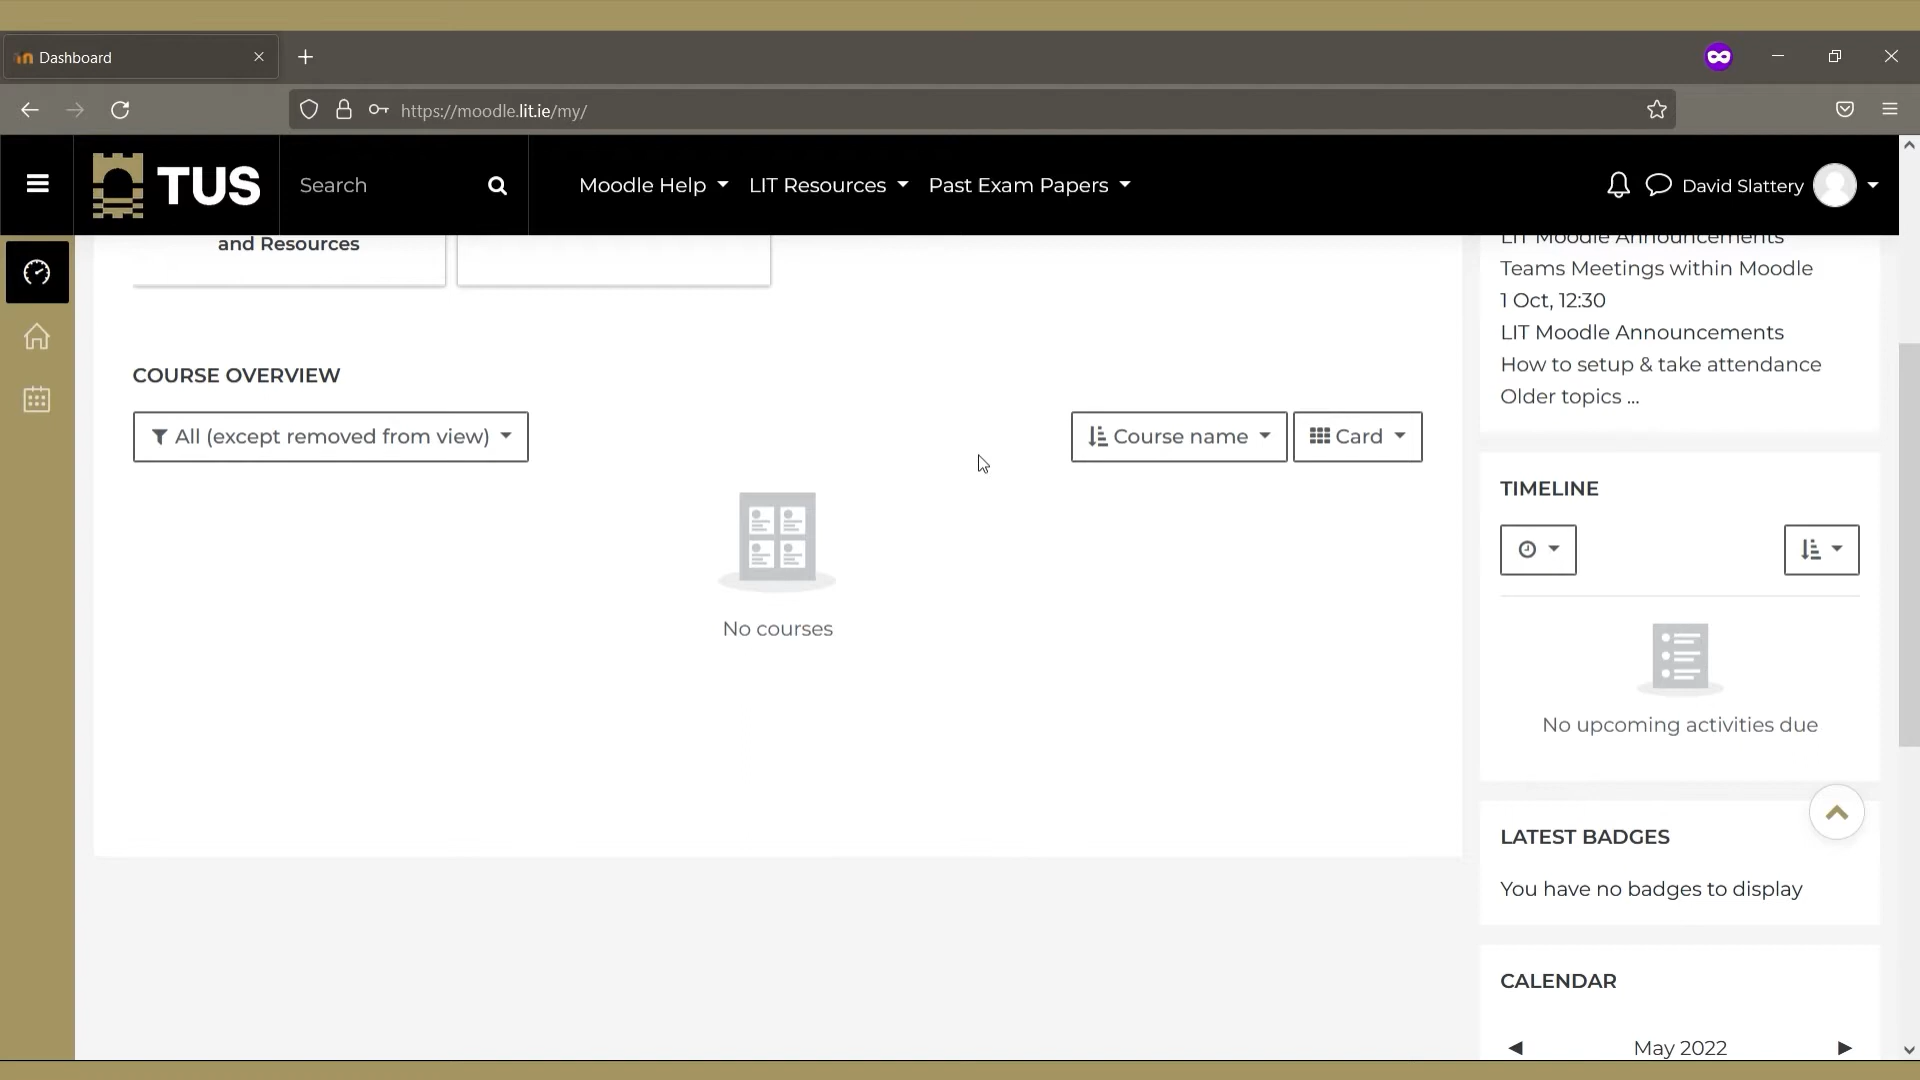 Dashboard
https://moodle.lit.ie/my/
TUS
Search
Moodle Help
LIT Resources
Past Exam Papers
David Slattery
and Resources
LIT Moodle Announcements
Teams Meetings within Moodle
1 Oct, 12:30
LIT Moodle Announcements
How to setup & take attendance
Older topics ...
COURSE OVERVIEW
All (except removed from view)
Course name
Card
No courses
TIMELINE
No upcoming activities due
LATEST BADGES
You have no badges to display
CALENDAR
◀ May 2022 ▶